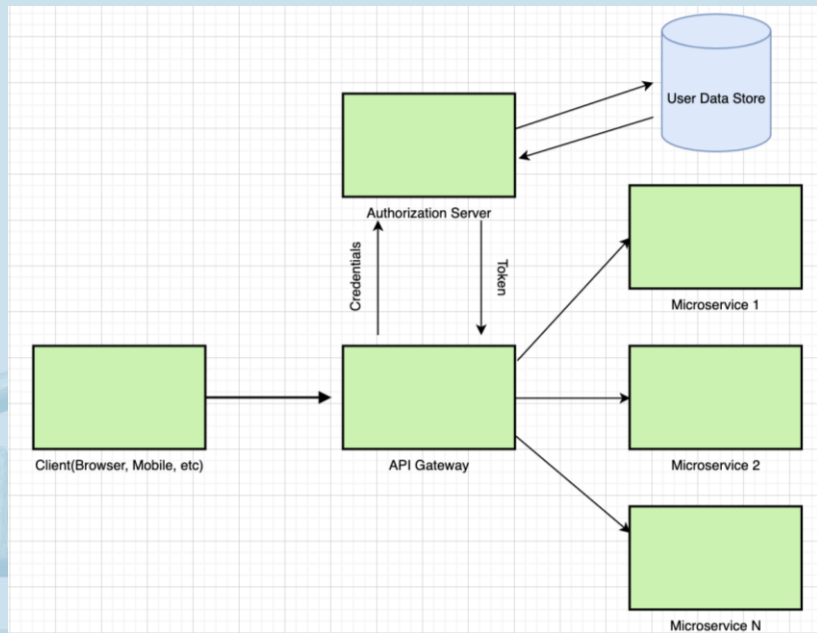 User Data Store
Authorization Server
Credentials
Token
Microservice 1
Client(Browser, Mobile, etc)
API Gateway
Microservice 2
Microservice N